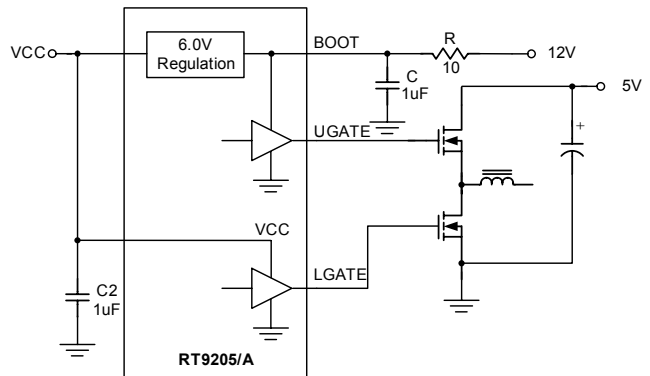 VCC
6.0V
Regulation
BOOT
R
10
12V
C
1uF
5V
+
UGATE
VCC
LGATE
C2
1uF
RT9205/A